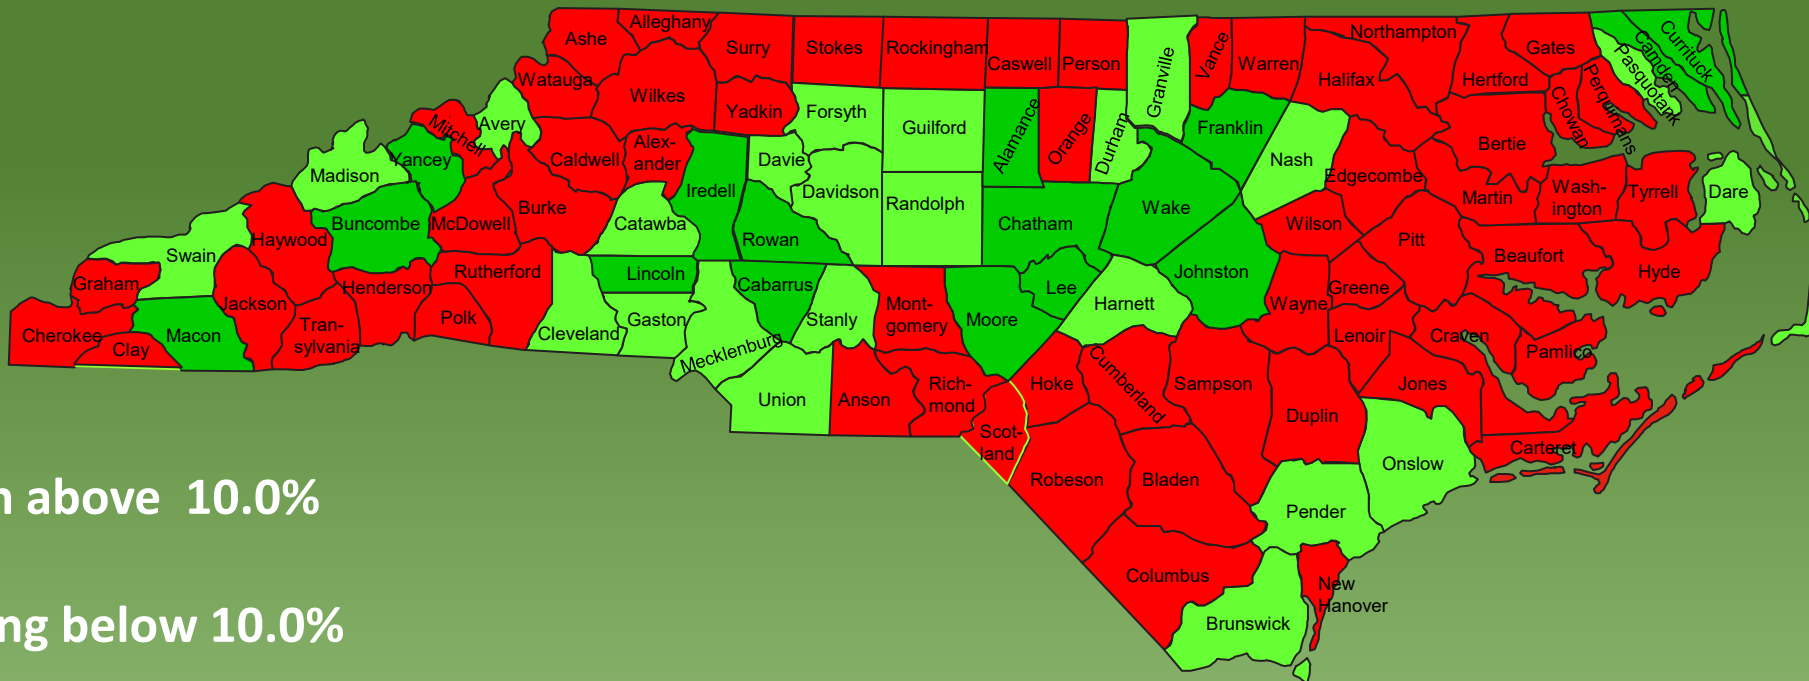 Alleghany
Ashe
Surry
Stokes
Rockingham
Caswell
Person
Granville
Vance
Warren
Northampton
Gates
Camden
Currituck
Pasquotank
Watauga
Wilkes
Yadkin
Forsyth
Guilford
Alamance
Orange
Durham
Franklin
Halifax
Hertford
Chowan
Perquimans
Mitchell
Avery
Caldwell
Alex-
ander
Davie
Nash
Bertie
Madison
Yancey
Iredell
Davidson
Randolph
Edgecombe
Martin
Wash-
ington
Tyrrell
Dare
Buncombe
McDowell
Burke
Catawba
Rowan
Chatham
Wake
Wilson
Pitt
Beaufort
Hyde
Swain
Haywood
Graham
Jackson
Henderson
Rutherford
Lincoln
Cabarrus
Lee
Johnston
Greene
Cherokee
Clay
Macon
Tran-
sylvania
Polk
Cleveland
Gaston
Mecklenburg
Stanly
Mont-
gomery
Moore
Harnett
Wayne
Lenoir
Craven
Pamlico
Union
Anson
Rich-
mond
Scot-
land
Hoke
Cumberland
Sampson
Duplin
Jones
Carteret
Robeson
Bladen
Onslow
Pender
Columbus
New
Hanover
Brunswick
above 10.0%
below 10.0%